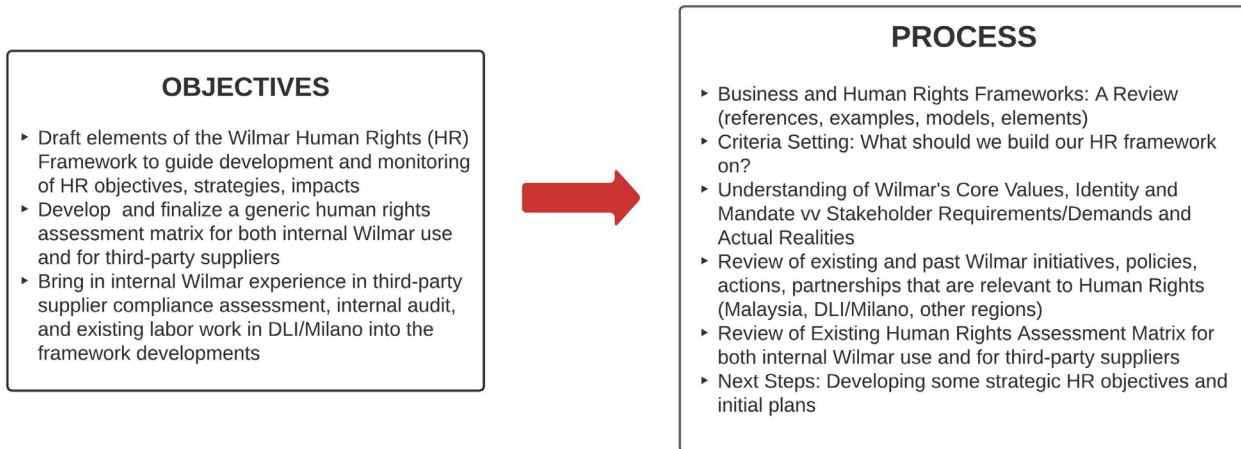 OBJECTIVES
‣ Draft elements of the Wilmar Human Rights (HR)
Framework to guide development and monitoring
of HR objectives, strategies, impacts
‣ Develop  and finalize a generic human rights
assessment matrix for both internal Wilmar use
and for third-party suppliers
‣ Bring in internal Wilmar experience in third-party
supplier compliance assessment, internal audit,
and existing labor work in DLI/Milano into the
framework developments
PROCESS
‣ Business and Human Rights Frameworks: A Review
(references, examples, models, elements)
‣ Criteria Setting: What should we build our HR framework
on?
‣ Understanding of Wilmar's Core Values, Identity and
Mandate vv Stakeholder Requirements/Demands and
Actual Realities
‣ Review of existing and past Wilmar initiatives, policies,
actions, partnerships that are relevant to Human Rights
(Malaysia, DLI/Milano, other regions)
‣ Review of Existing Human Rights Assessment Matrix for
both internal Wilmar use and for third-party suppliers
‣ Next Steps: Developing some strategic HR objectives and
initial plans